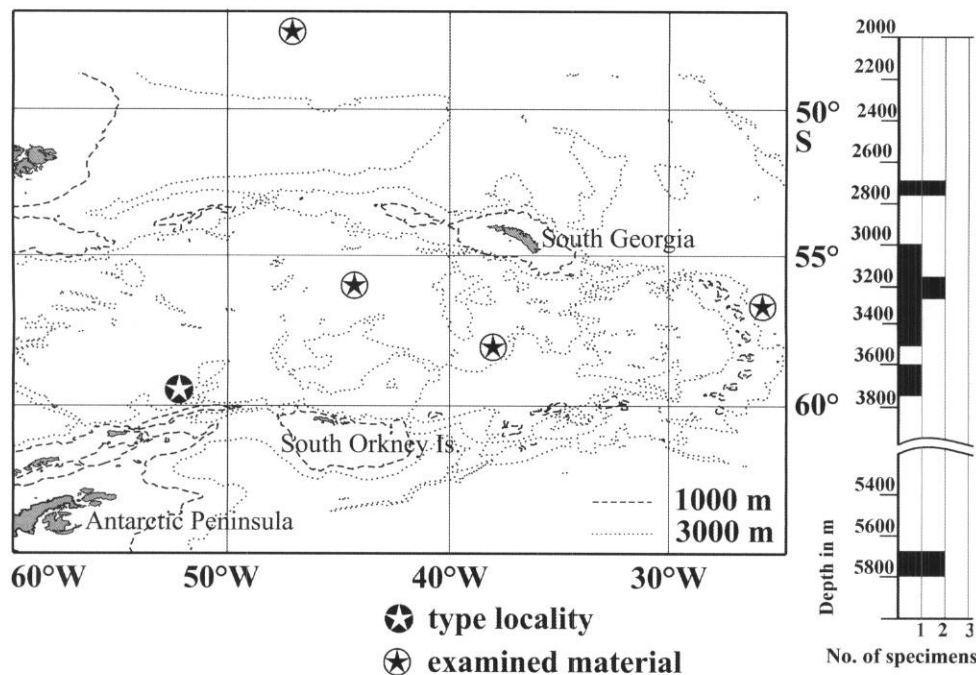 50°
S
South Georgia
55°
60°
South Orkney Is.
Antarctic Peninsula
1000 m
3000 m
60°W
50°W
40°W
30°W
type locality
examined material
2000
2200
2400
2600
2800
3000
3200
3400
3600
3800
5400
5600
5800
Depth in m
1 2 3
No. of specimens